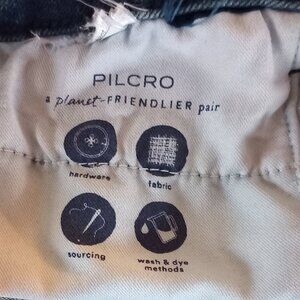 PILCRO
a planet-FRIENDLIER pair
hardware fabric
sourcing wash & dye
methods